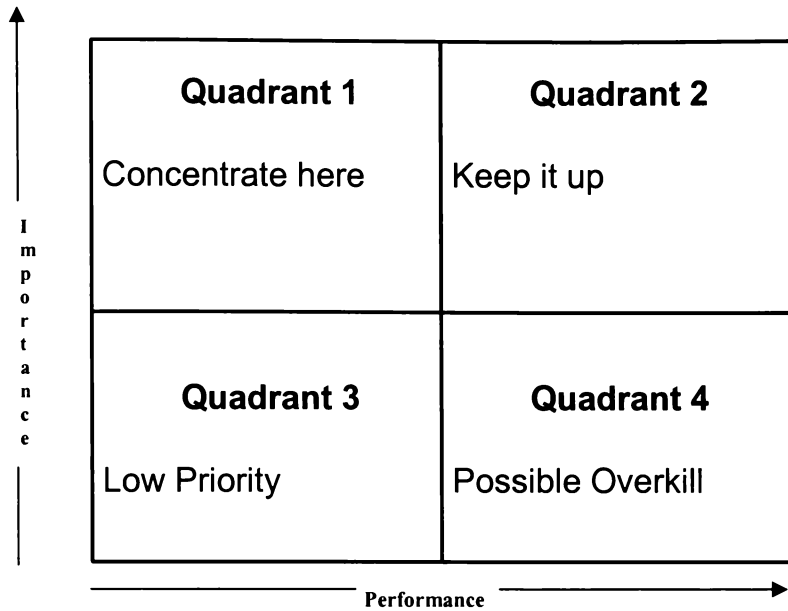 Quadrant 1
Quadrant 2
Concentrate here
Keep it up
Importance
Quadrant 3
Quadrant 4
Low Priority
Possible Overkill
Performance